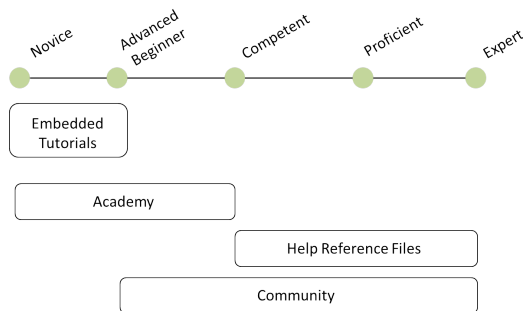 Novice
Advanced
Beginner
Competent
Proficient
Expert
Embedded
Tutorials
Academy
Help Reference Files
Community